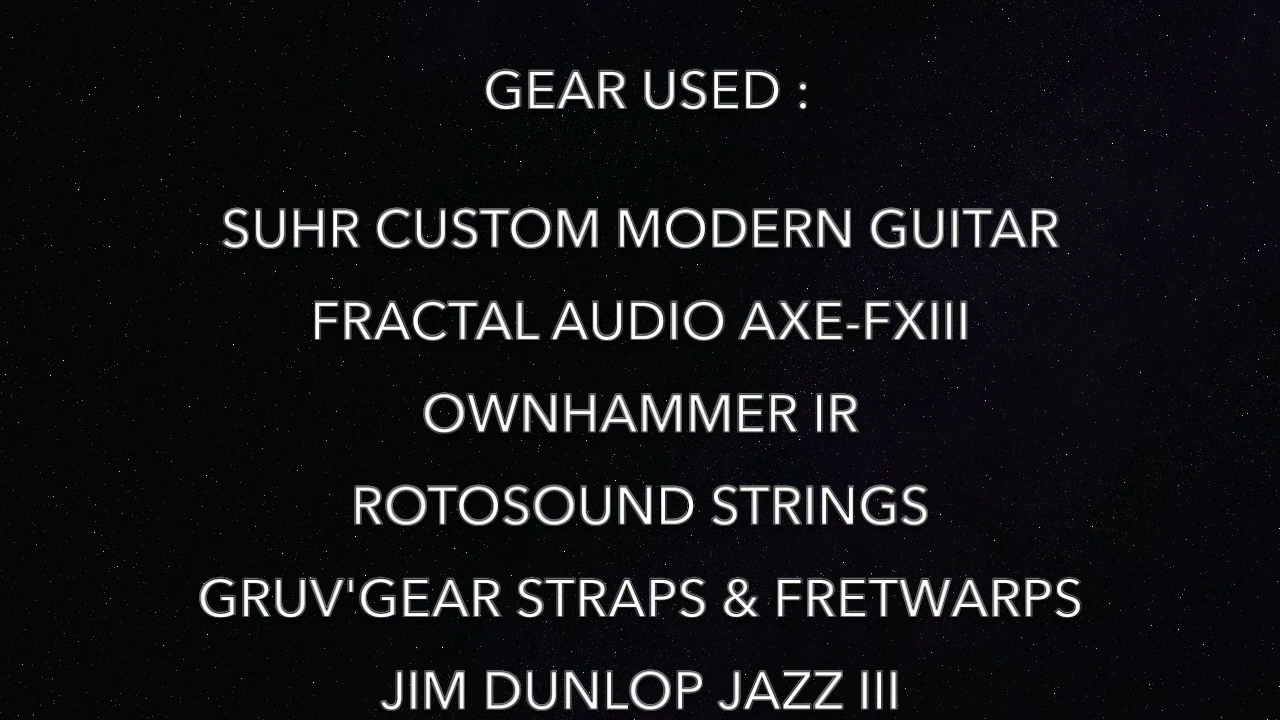 GEAR USED :
SUHR CUSTOM MODERN GUITAR
FRACTAL AUDIO AXE-FXIII
OWNHAMMER IR
ROTOSOUND STRINGS
GRUV'GEAR STRAPS & FRETWARPS
JIM DUNLOP JAZZ III